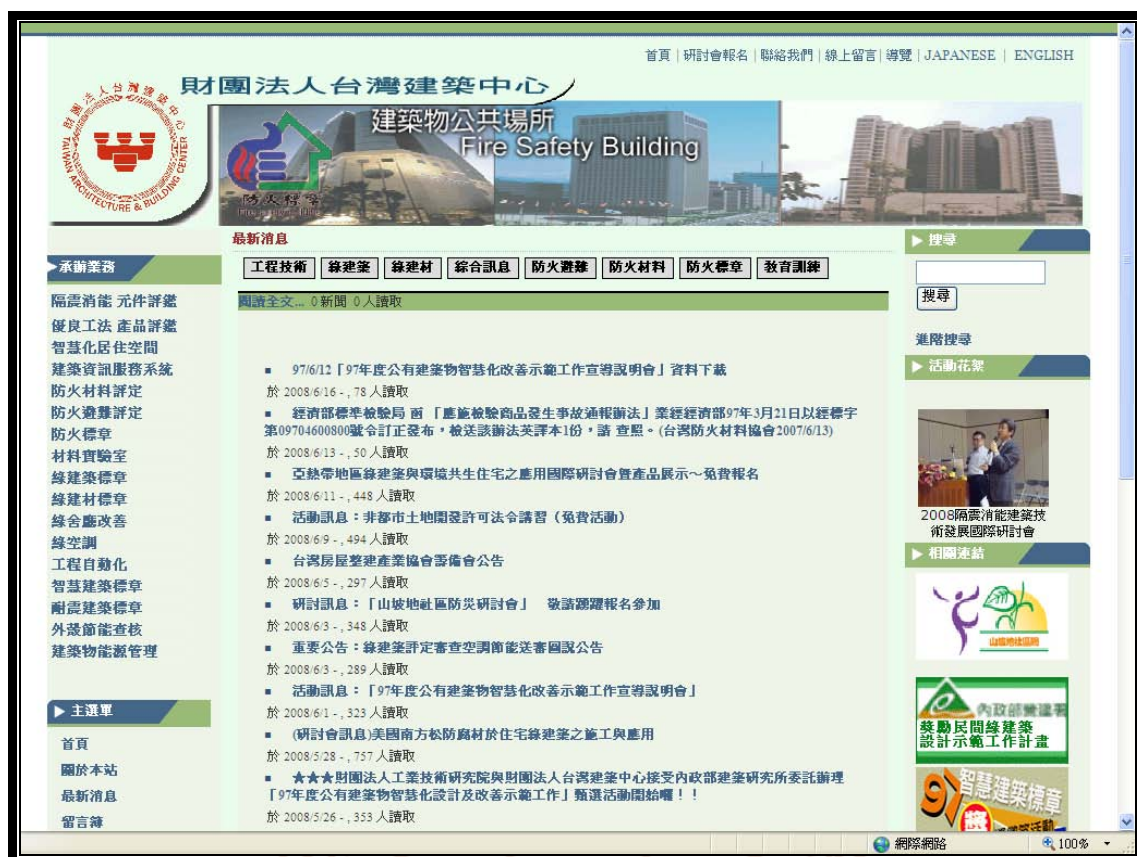 首頁 | 研討會報名 | 聯絡我們 | 線上留言 | 導覽 | JAPANESE | ENGLISH
財團法人台灣建築中心
財團法人台灣建築中心
TAIWAN ARCHITECTURE & BUILDING CENTER
建築物公共場所
Fire Safety Building
防火標章
最新消息
工程技術 綠建築 綠建材 綜合訊息 防火避難 防火材料 防火標章 教育訓練
閱讀全文... 0 新聞 0 人讀取
▪ 97/6/12「97年度公有建築物智慧化改善示範工作宣導說明會」資料下載
於 2008/6/16 - , 78 人讀取
▪ 經濟部標準檢驗局 函 「應施檢驗商品發生事故通報辦法」業經經濟部97年3月21日以經標字
第09704600800號令訂正發布,檢送該辦法英譯本1份,請 查照。(台灣防火材料協會2007/6/13)
於 2008/6/13 - , 50 人讀取
▪ 亞熱帶地區綠建築與環境共生住宅之應用國際研討會暨產品展示~免費報名
於 2008/6/11 - , 448 人讀取
▪ 活動訊息:非都市土地開發許可法令講習(免費活動)
於 2008/6/9 - , 494 人讀取
▪ 台灣房屋整建產業協會籌備會公告
於 2008/6/5 - , 297 人讀取
▪ 研討訊息:「山坡地社區防災研討會」 敬請踴躍報名參加
於 2008/6/3 - , 348 人讀取
▪ 重要公告:綠建築評定審查空調節能送審圖說公告
於 2008/6/3 - , 289 人讀取
▪ 活動訊息:「97年度公有建築物智慧化改善示範工作宣導說明會」
於 2008/6/1 - , 323 人讀取
▪ (研討會訊息)美國南方松防腐材於住宅綠建築之施工與應用
於 2008/5/28 - , 757 人讀取
▪ ★★★財團法人工業技術研究院與財團法人台灣建築中心接受內政部建築研究所委託辦理
「97年度公有建築物智慧化設計及改善示範工作」甄選活動開始囉!!
於 2008/5/26 - , 353 人讀取
▶承辦業務
隔震消能 元件評鑑
優良工法 產品評鑑
智慧化居住空間
建築資訊服務系統
防火材料評定
防火避難評定
防火標章
材料實驗室
綠建築標章
綠建材標章
綠舍廳改善
綠空調
工程自動化
智慧建築標章
耐震建築標章
外殼節能查核
建築物能源管理
▶ 主選單
首頁
關於本站
最新消息
留言簿
▶ 搜尋
搜尋
進階搜尋
▶ 活動花絮
2008隔震消能建築技
術發展國際研討會
▶ 相關連結
山坡地社區網
內政部營建署
獎勵民間綠建築
設計示範工作計畫
97 智慧建築標章
獎
網際網路 100%